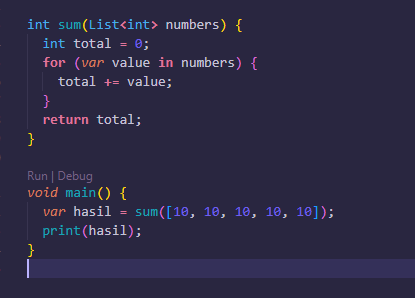 int sum(List<int> numbers) {
  int total = 0;
  for (var value in numbers) {
    total += value;
  }
  return total;
}
Run | Debug
void main() {
  var hasil = sum([10, 10, 10, 10, 10]);
  print(hasil);
}